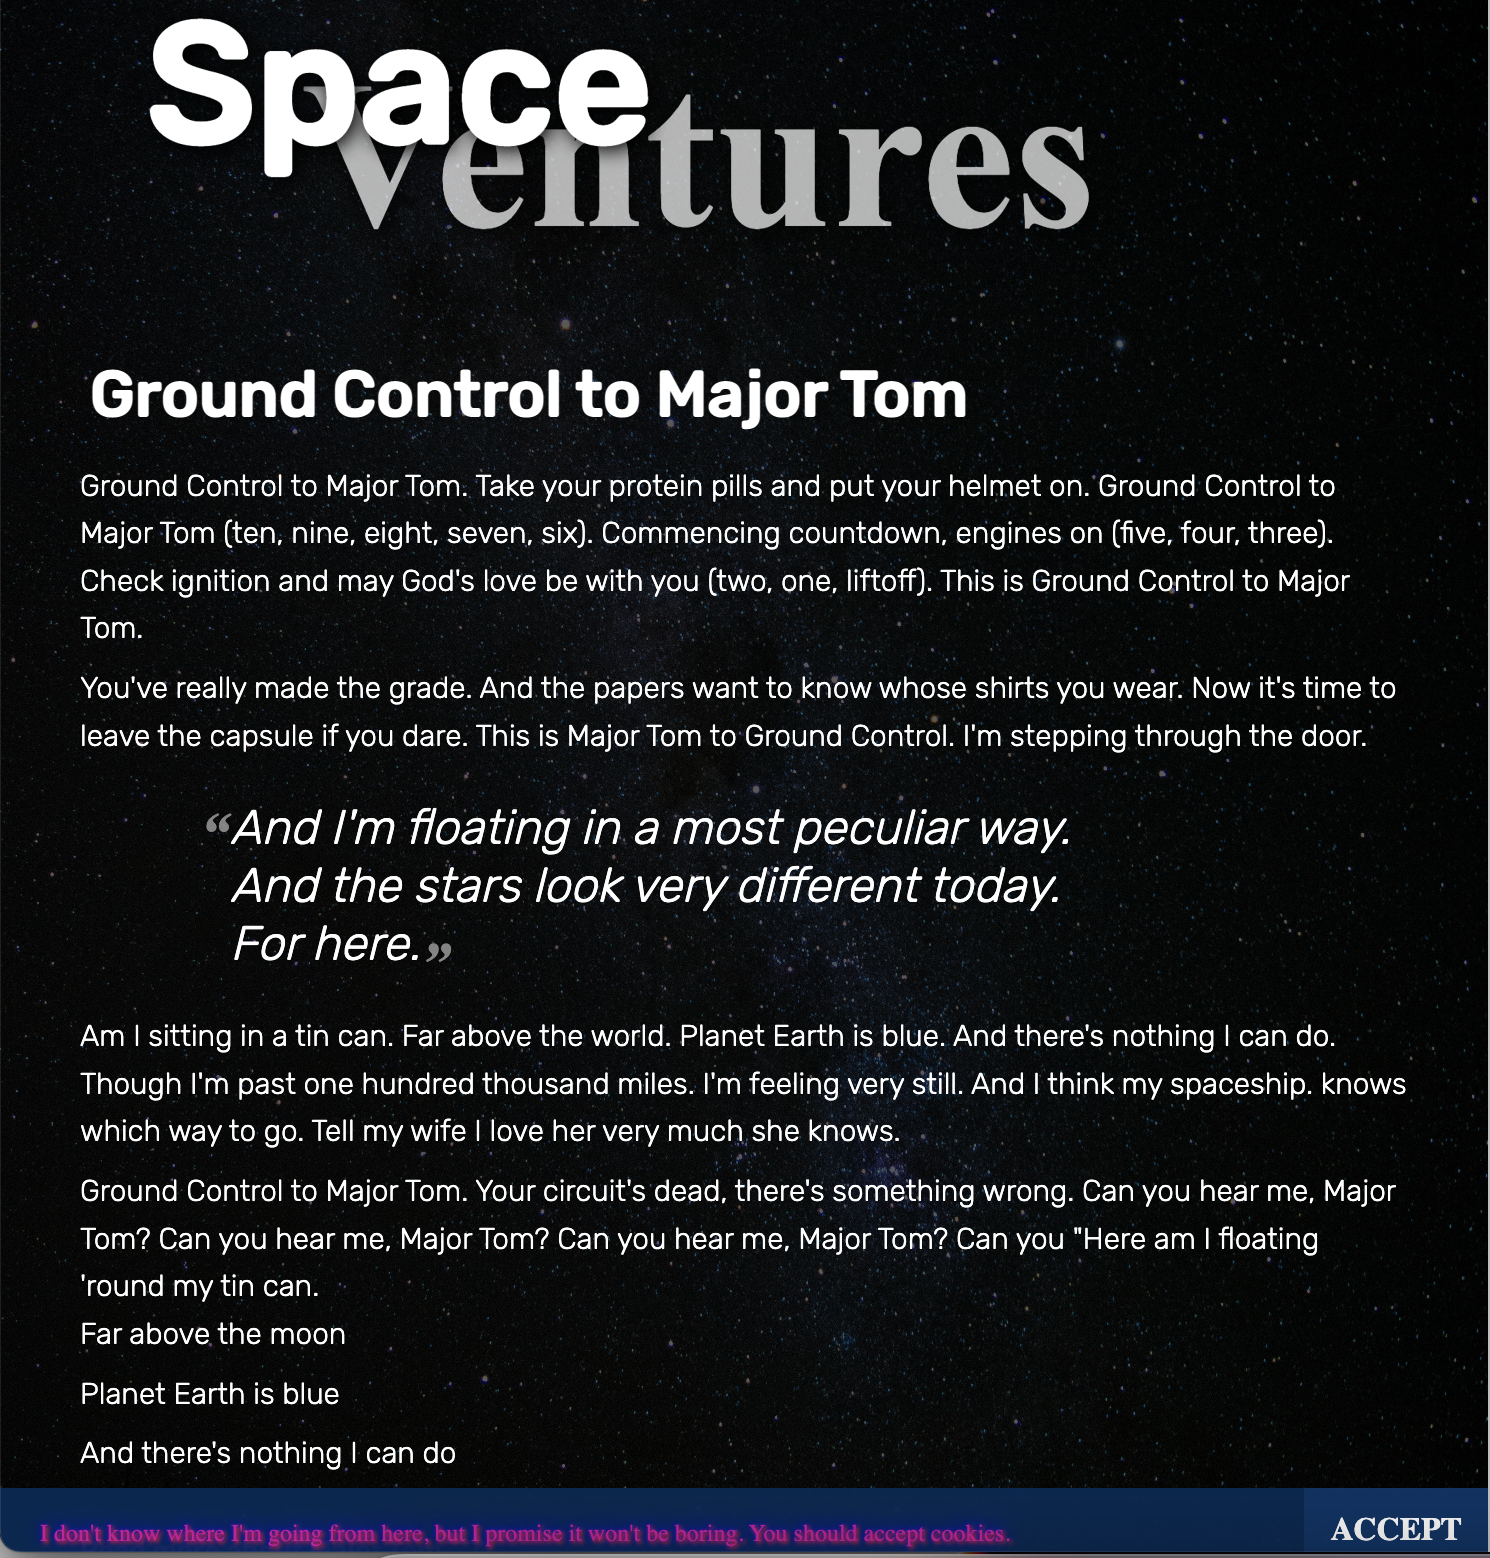 Space
Ventures
Ground Control to Major Tom
Ground Control to Major Tom. Take your protein pills and put your helmet on. Ground Control to
Major Tom (ten, nine, eight, seven, six). Commencing countdown, engines on (five, four, three).
Check ignition and may God's love be with you (two, one, liftoff). This is Ground Control to Major
Tom.
You've really made the grade. And the papers want to know whose shirts you wear. Now it's time to
leave the capsule if you dare. This is Major Tom to Ground Control. I'm stepping through the door.
“And I'm floating in a most peculiar way.
And the stars look very different today.
For here.”
Am I sitting in a tin can. Far above the world. Planet Earth is blue. And there's nothing I can do.
Though I'm past one hundred thousand miles. I'm feeling very still. And I think my spaceship. knows
which way to go. Tell my wife I love her very much she knows.
Ground Control to Major Tom. Your circuit's dead, there's something wrong. Can you hear me, Major
Tom? Can you hear me, Major Tom? Can you hear me, Major Tom? Can you "Here am I floating
'round my tin can.
Far above the moon
Planet Earth is blue
And there's nothing I can do
I don't know where I'm going from here, but I promise it won't be boring. You should accept cookies.
ACCEPT